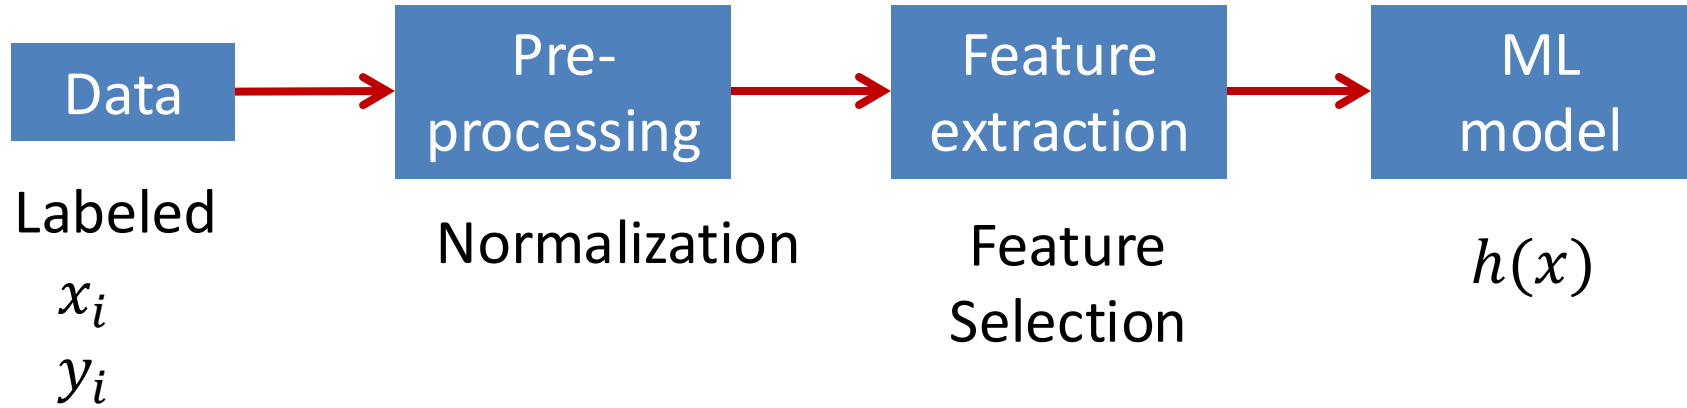 Data
Labeled
x_i
y_i
Pre-
processing
Normalization
Feature
extraction
Feature
Selection
ML
model
h(x)